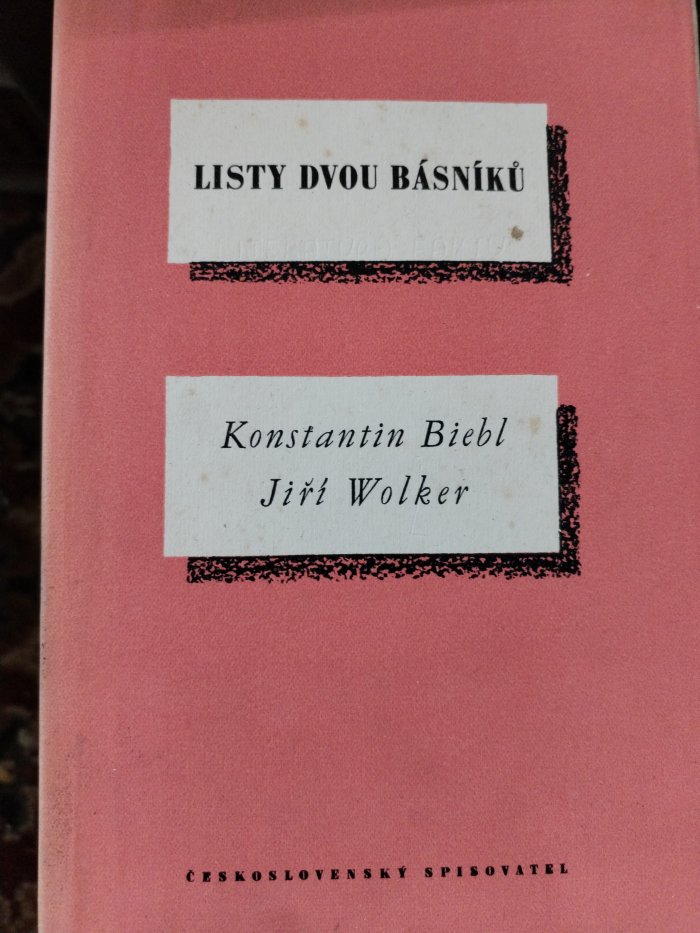 LISTY DVOU BÁSNÍKŮ
Konstantin Biebl
Jiří Wolker
ČESKOSLOVENSKÝ SPISOVATEL